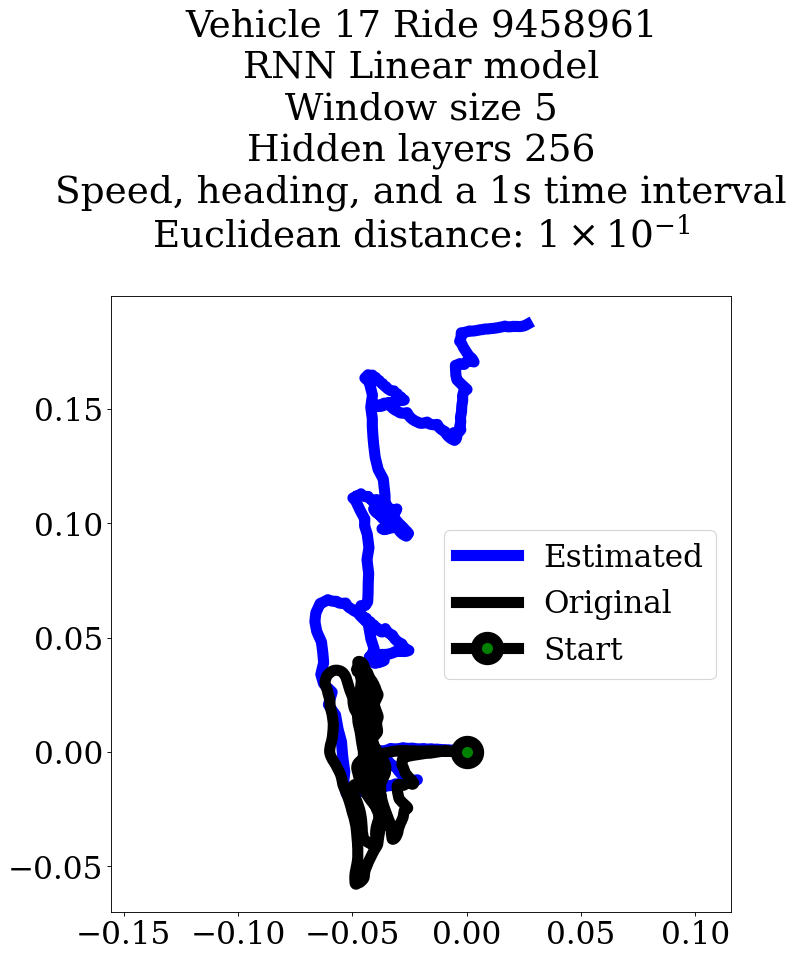 Vehicle 17 Ride 9458961
RNN Linear model
Window size 5
Hidden layers 256
Speed, heading, and a 1s time interval
Euclidean distance: 1 × 10⁻¹
0.15
0.10
0.05
0.00
−0.05
Estimated
Original
Start
−0.15 −0.10 −0.05 0.00 0.05 0.10